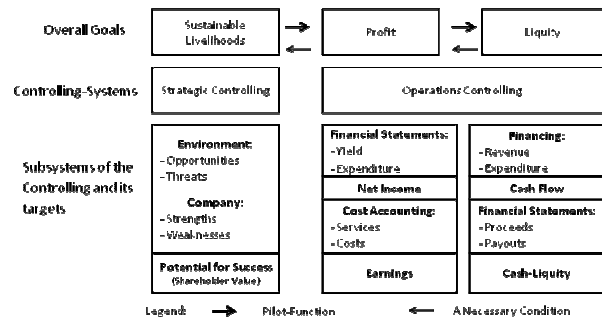 Overall Goals
Sustainable
Livelihoods
Profit
Liquity
Controlling-Systems
Strategic Controlling
Operations Controlling
Subsystems of the
Controlling and its
targets
Environment:
- Opportunities
- Threats
Company:
- Strengths
- Weaknesses
Potential for Success
(Shareholder Value)
Financial Statements:
- Yield
- Expenditure
Net Income
Cost Accounting:
- Services
- Costs
Earnings
Financing:
- Revenue
- Expenditure
Cash Flow
Financial Statements:
- Proceeds
- Payouts
Cash-Liquity
Legend: Pilot-Function A Necessary Condition